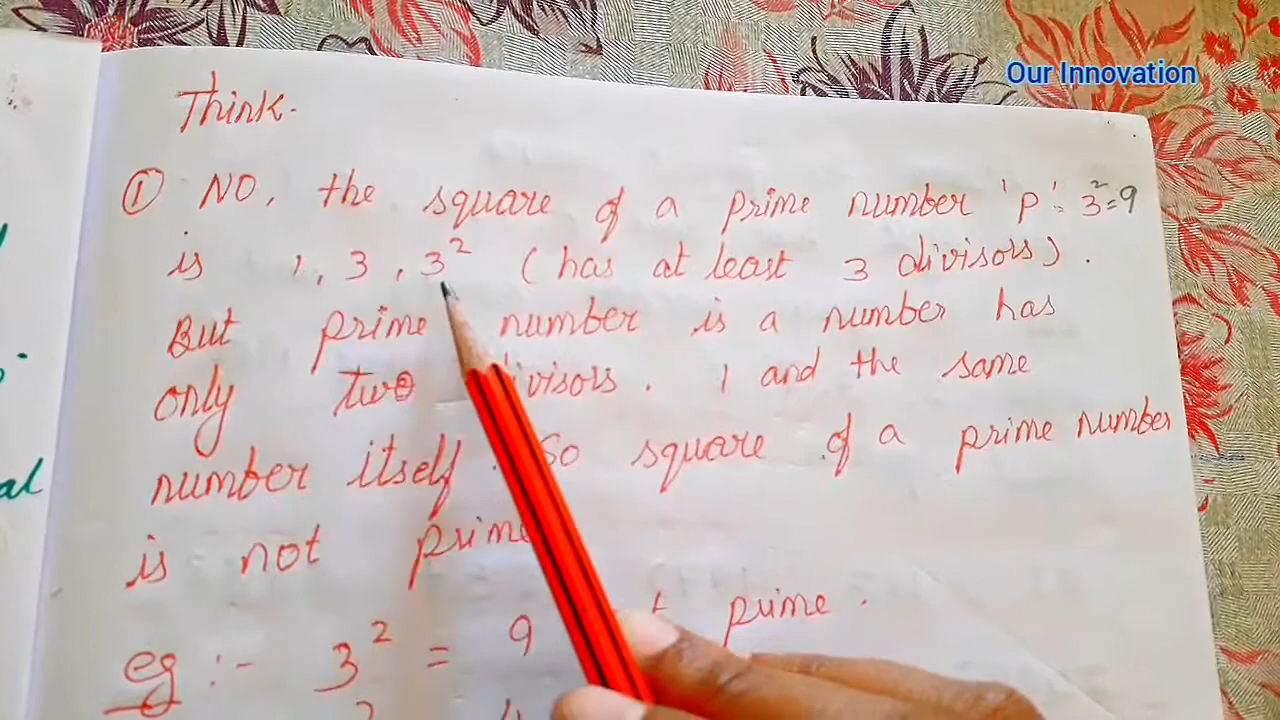 Our Innovation
Think.
① NO, the square of a prime number 'p'. 3²=9
is 1, 3, 3² (has at least 3 divisors).
But prime number is a number has
only two divisors. 1 and the same
number itself. So square of a prime number
is not prime
eg :- 3² = 9 prime.